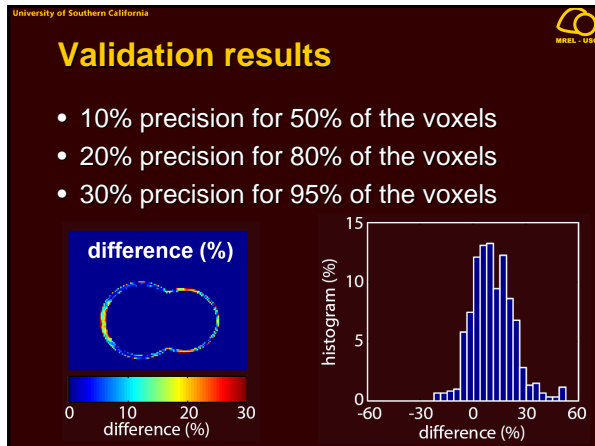 University of Southern California
MREL - USC
Validation results
• 10% precision for 50% of the voxels
• 20% precision for 80% of the voxels
• 30% precision for 95% of the voxels
difference (%)
0 10 20 30
difference (%)
histogram (%)
15
10
5
0
-60 -30 0 30 60
difference (%)